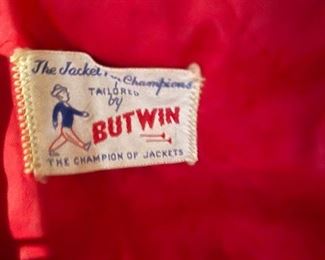 The Jacket Champions
TAILORED
by
BUTWIN
THE CHAMPION OF JACKETS